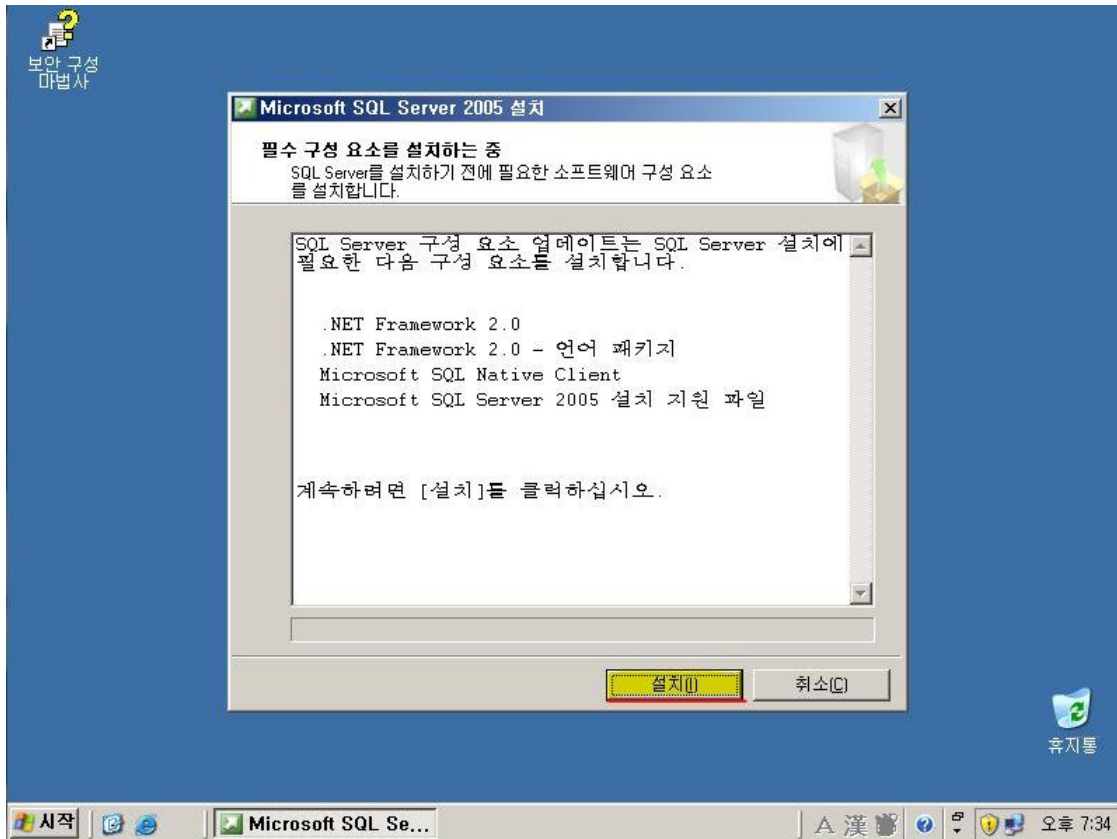 보안 구성
마법사
Microsoft SQL Server 2005 설치
필수 구성 요소를 설치하는 중
SQL Server를 설치하기 전에 필요한 소프트웨어 구성 요소
를 설치합니다.
SQL Server 구성 요소 업데이트는 SQL Server 설치에
필요한 다음 구성 요소를 설치합니다.
.NET Framework 2.0
.NET Framework 2.0 - 언어 패키지
Microsoft SQL Native Client
Microsoft SQL Server 2005 설치 지원 파일
계속하려면 [설치]를 클릭하십시오.
설치(I)
취소(C)
휴지통
시작
Microsoft SQL Se...
A 漢
오후 7:34